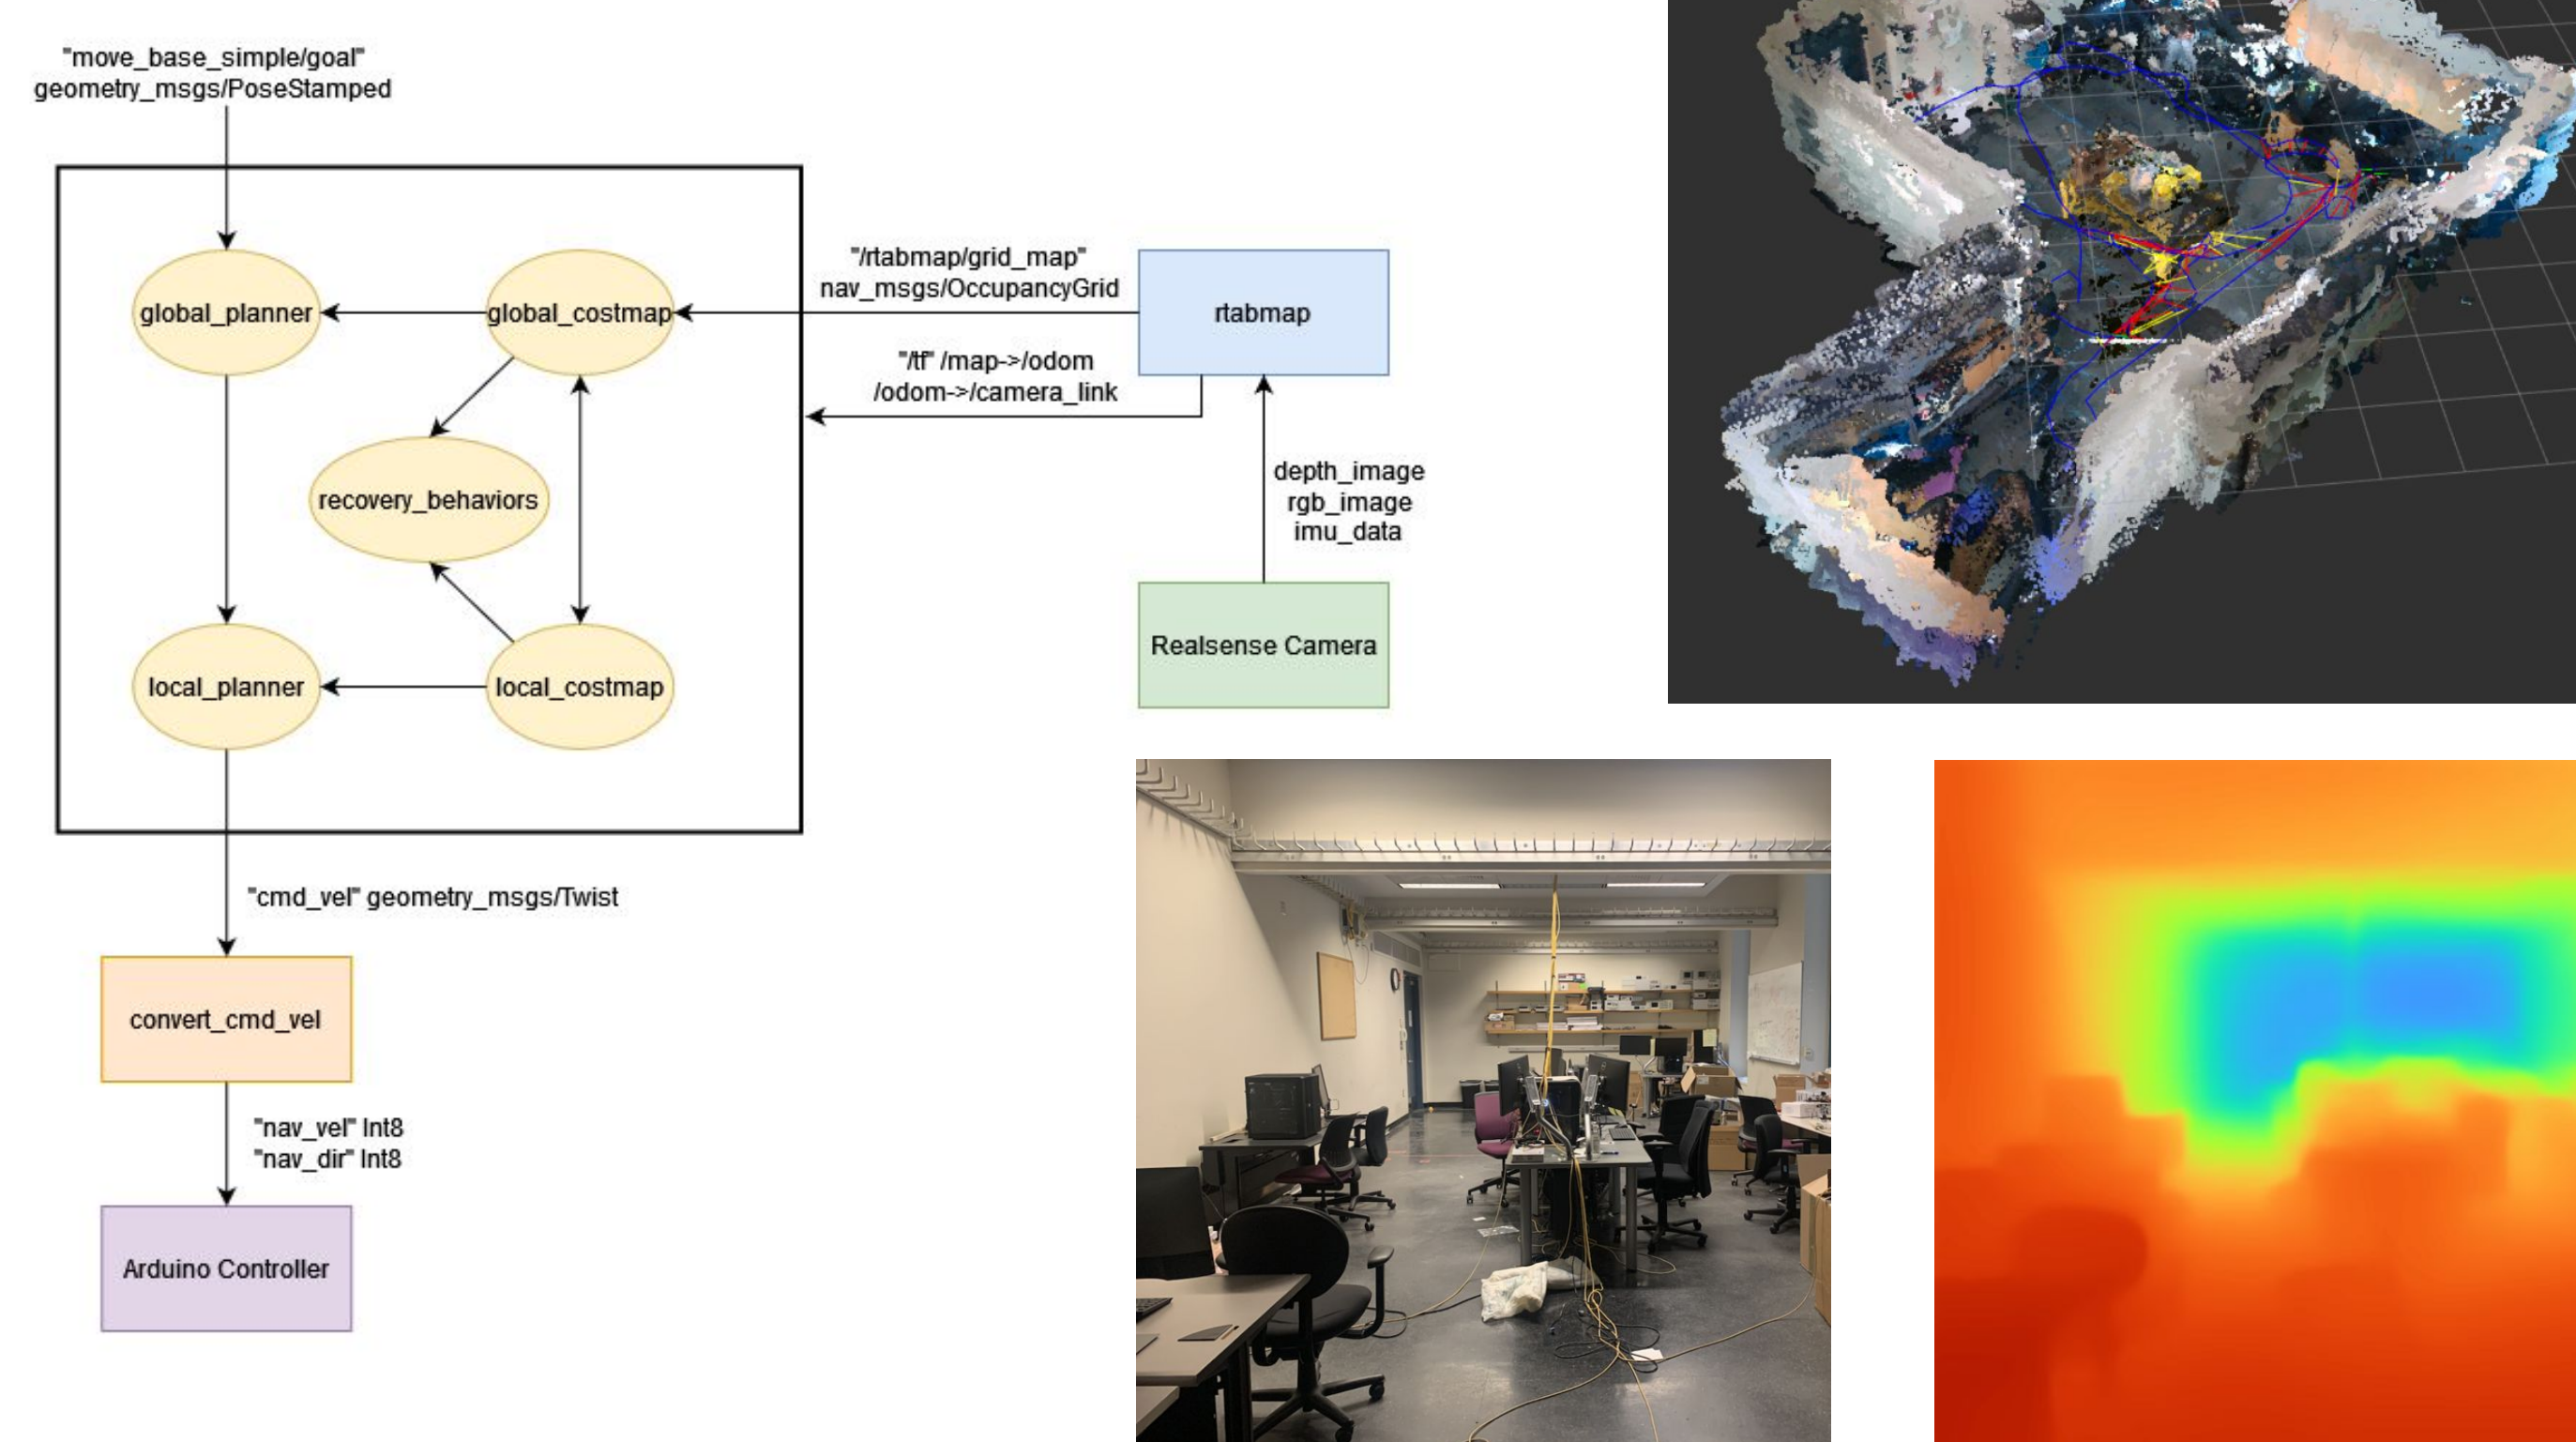 "move_base_simple/goal"
geometry_msgs/PoseStamped
global_planner
global_costmap
"/rtabmap/grid_map"
nav_msgs/OccupancyGrid
rtabmap
"/tf" /map->/odom
/odom->/camera_link
recovery_behaviors
depth_image
rgb_image
imu_data
local_planner
local_costmap
Realsense Camera
"cmd_vel" geometry_msgs/Twist
convert_cmd_vel
"nav_vel" Int8
"nav_dir" Int8
Arduino Controller